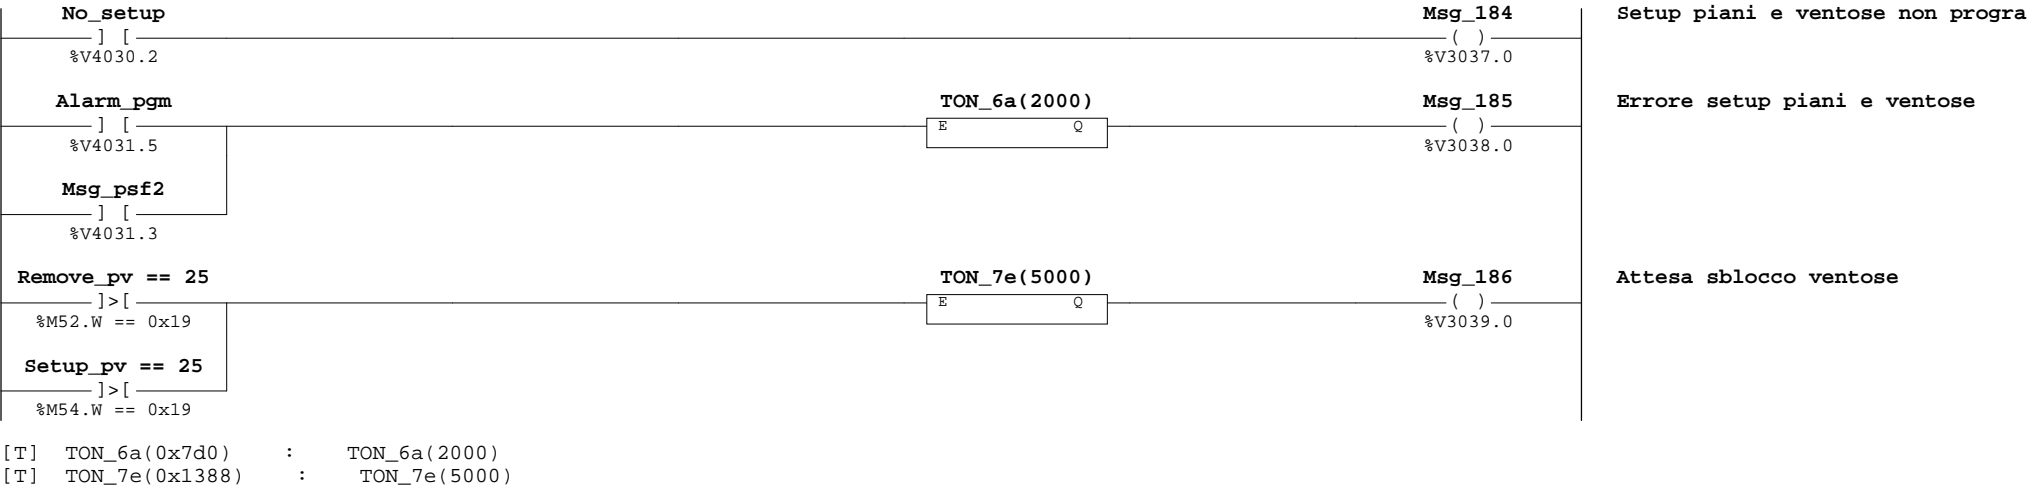 No_setup Msg_184 Setup piani e ventose non progra
] [ ( )
%V4030.2 %V3037.0
Alarm_pgm TON_6a(2000) Msg_185 Errore setup piani e ventose
] [ E Q ( )
%V4031.5 %V3038.0
Msg_psf2
] [
%V4031.3
Remove_pv == 25 TON_7e(5000) Msg_186 Attesa sblocco ventose
]>[ E Q ( )
%M52.W == 0x19 %V3039.0
Setup_pv == 25
]>[
%M54.W == 0x19
[T] TON_6a(0x7d0) : TON_6a(2000)
[T] TON_7e(0x1388) : TON_7e(5000)